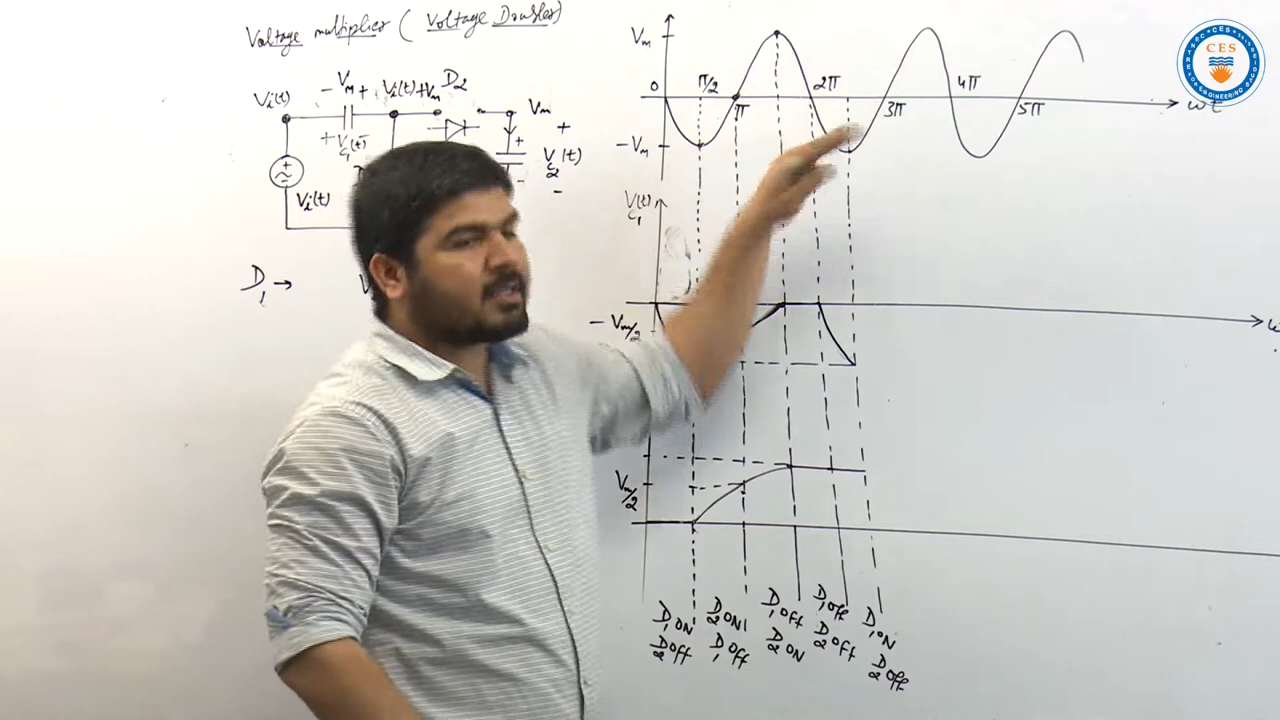 Voltage multiplier ( Voltage Doubler)
Vi(t)
- Vm +
Vi(t)+Vm
D2
Vm
+ VC1(t) -
+
-
+
VC2(t)
-
+
Vi(t)
D1 →
Vm
0
π/2
π
2π
3π
4π
5π
ωt
-Vm
VC1(t)
- Vm/2
Vm/2
D1 ON
D2 Off
D2 ON
D1 Off
D1 Off
D2 ON
D1 Off
D2 Off
D1 ON
D2 Off
CES